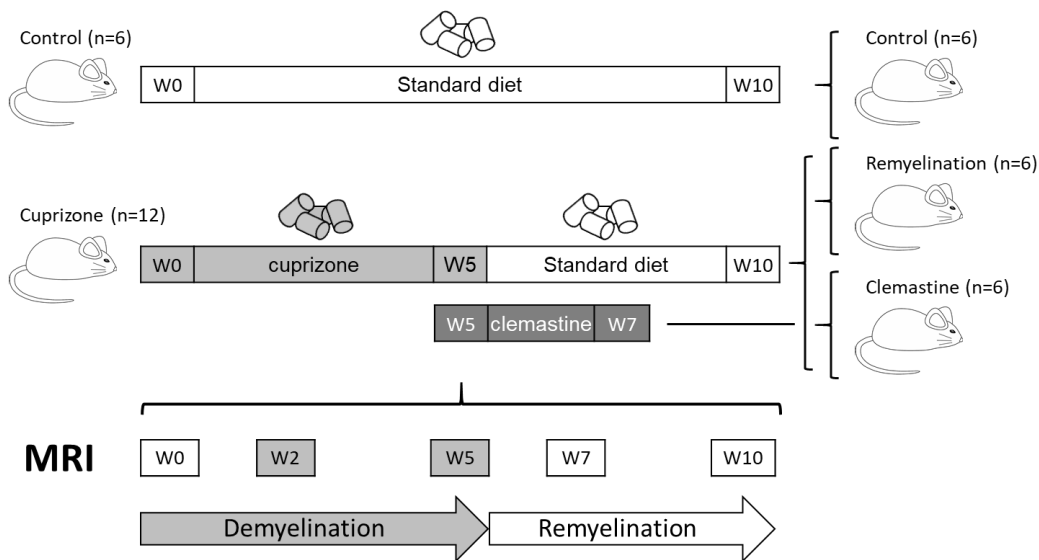 Control (n=6)
W0 Standard diet W10
Control (n=6)
Remyelination (n=6)
Cuprizone (n=12)
W0 cuprizone W5 Standard diet W10
Clemastine (n=6)
W5 clemastine W7
MRI W0 W2 W5 W7 W10
Demyelination Remyelination